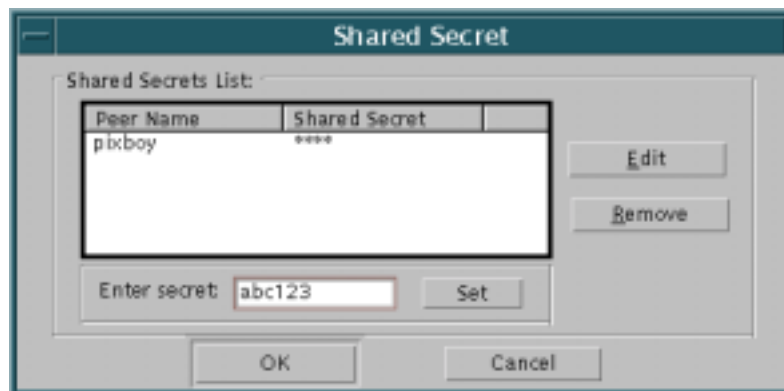 Shared Secret
Shared Secrets List:
Peer Name Shared Secret
pixboy ****
Edit
Remove
Enter secret: abc123 Set
OK Cancel